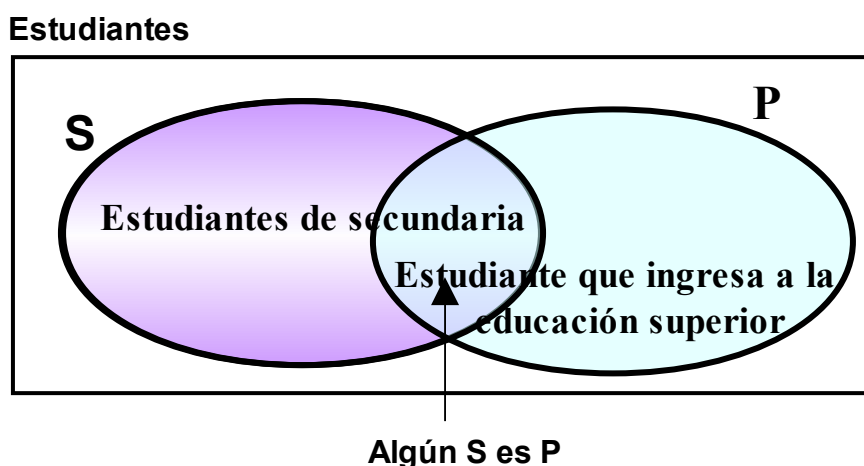 Estudiantes
S
P
Estudiantes de secundaria
Estudiante que ingresa a la
educación superior
Algún S es P